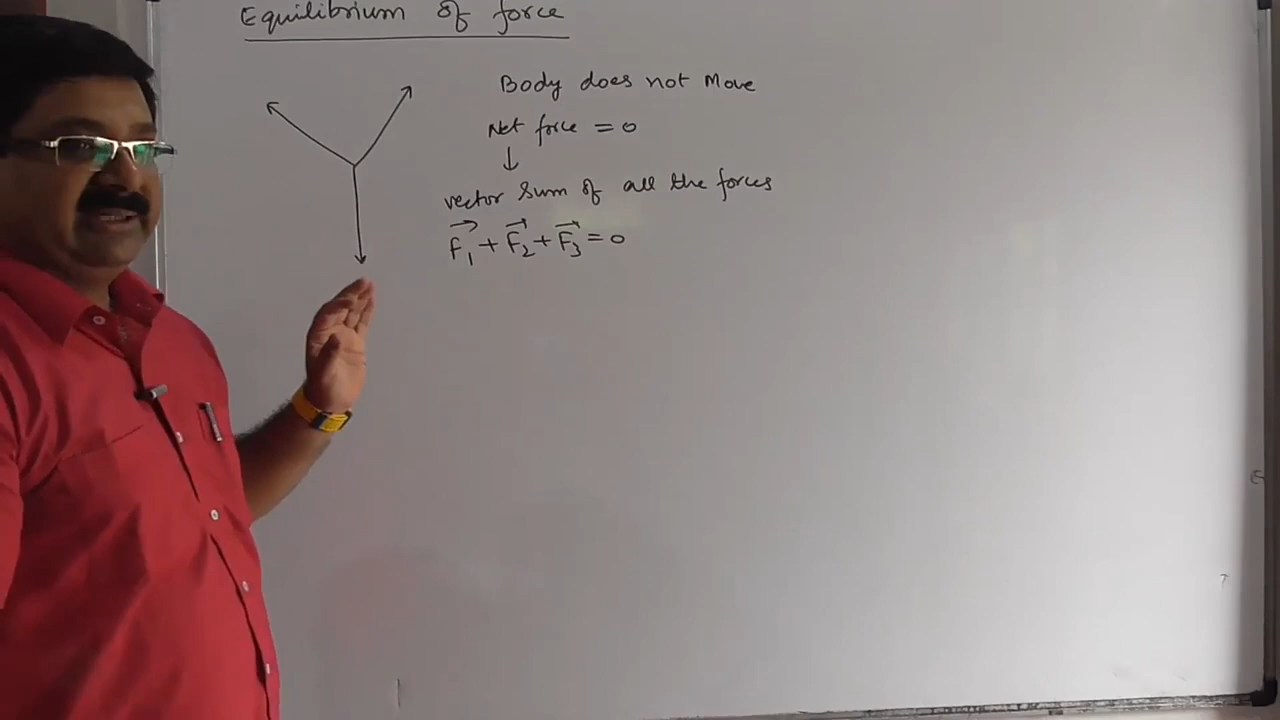 Equilibrium of force
Body does not Move
Net force = 0
↓
vector Sum of all the forces
F₁⃗ + F₂⃗ + F₃⃗ = 0